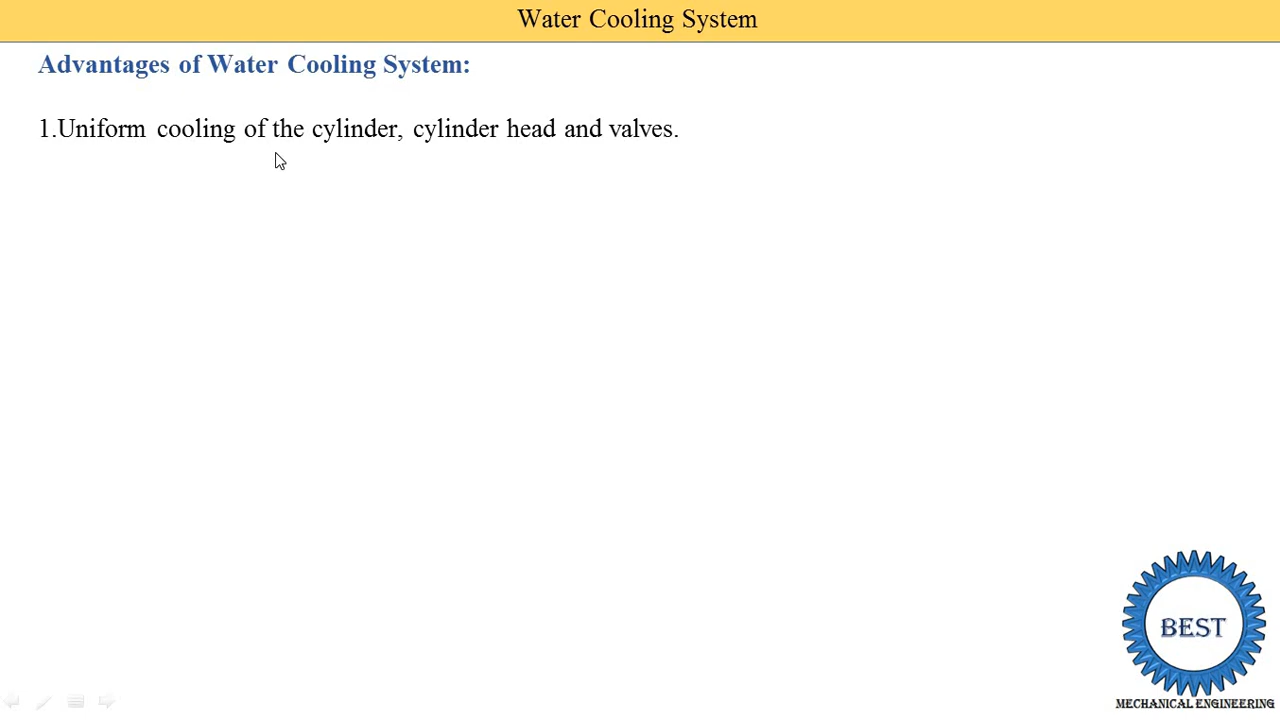 Water Cooling System
Advantages of Water Cooling System:
1.Uniform cooling of the cylinder, cylinder head and valves.
BEST
MECHANICAL ENGINEERING